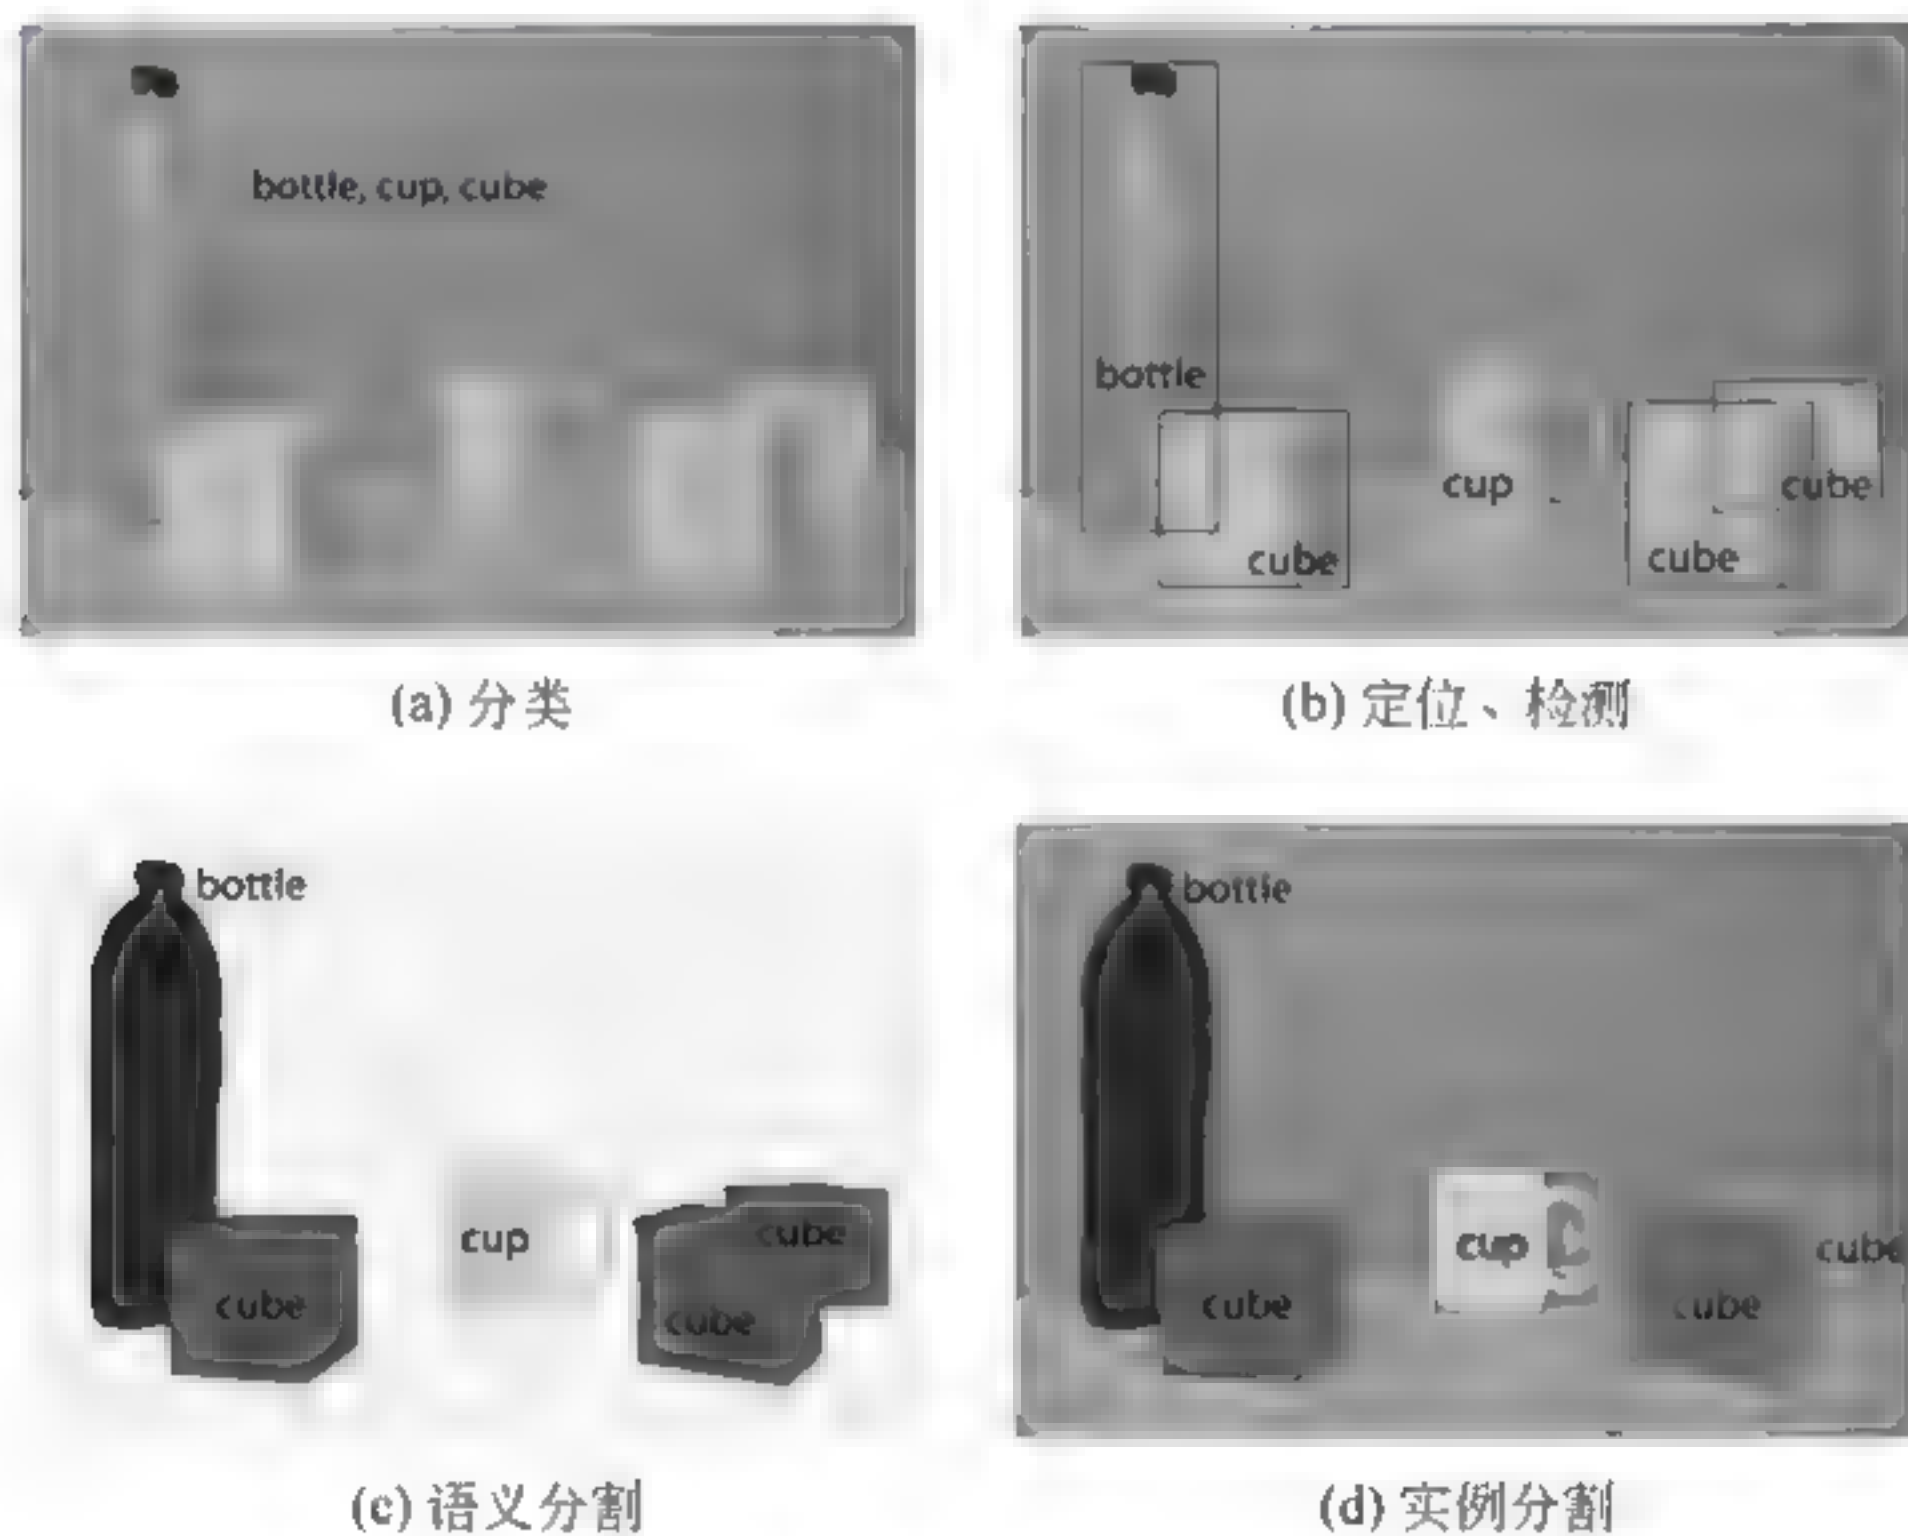 bottle, cup, cube
(a) 分类
bottle
cup
cube
cube
cube
(b) 定位、检测
bottle
cup
cube
cube
cube
(c) 语义分割
bottle
cup
cube
cube
cube
(d) 实例分割